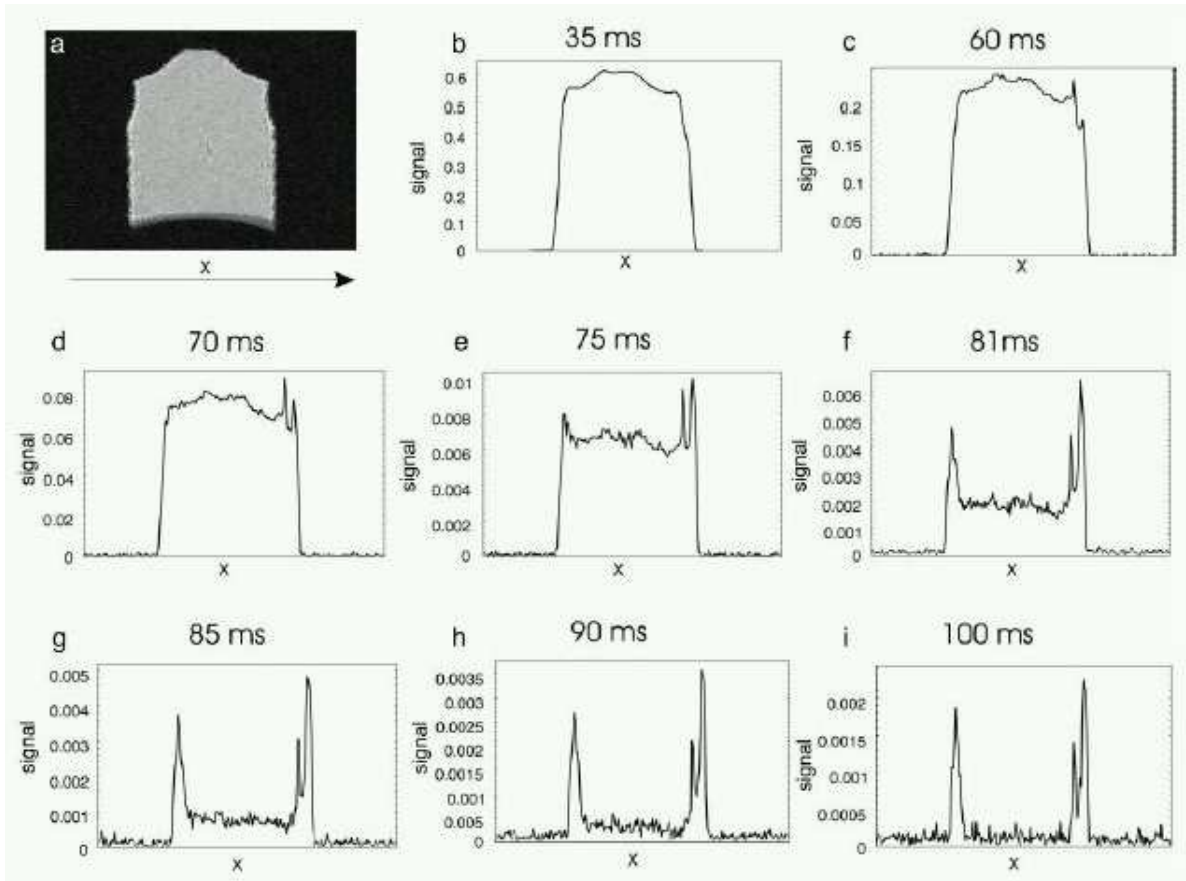 a
x
b
35 ms
signal
0.6
0.5
0.4
0.3
0.2
0.1
0
x
c
60 ms
signal
0.2
0.15
0.1
0.05
0
x
d
70 ms
signal
0.08
0.06
0.04
0.02
0
x
e
75 ms
signal
0.01
0.008
0.006
0.004
0.002
0
x
f
81ms
signal
0.006
0.005
0.004
0.003
0.002
0.001
0
x
g
85 ms
signal
0.005
0.004
0.003
0.002
0.001
0
x
h
90 ms
signal
0.0035
0.003
0.0025
0.002
0.0015
0.001
0.005
0
x
i
100 ms
signal
0.002
0.0015
0.001
0.0005
0
x